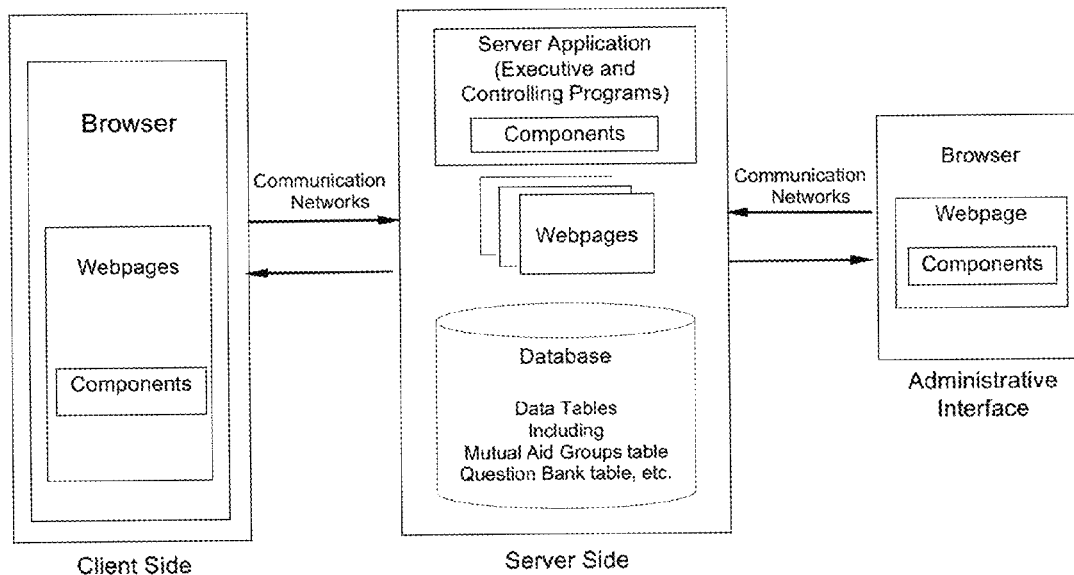 Browser
Webpages
Components
Client Side
Communication
Networks
Server Application
(Executive and
Controlling Programs)
Components
Webpages
Database
Data Tables
Including
Mutual Aid Groups table
Question Bank table, etc.
Server Side
Communication
Networks
Browser
Webpage
Components
Administrative
Interface